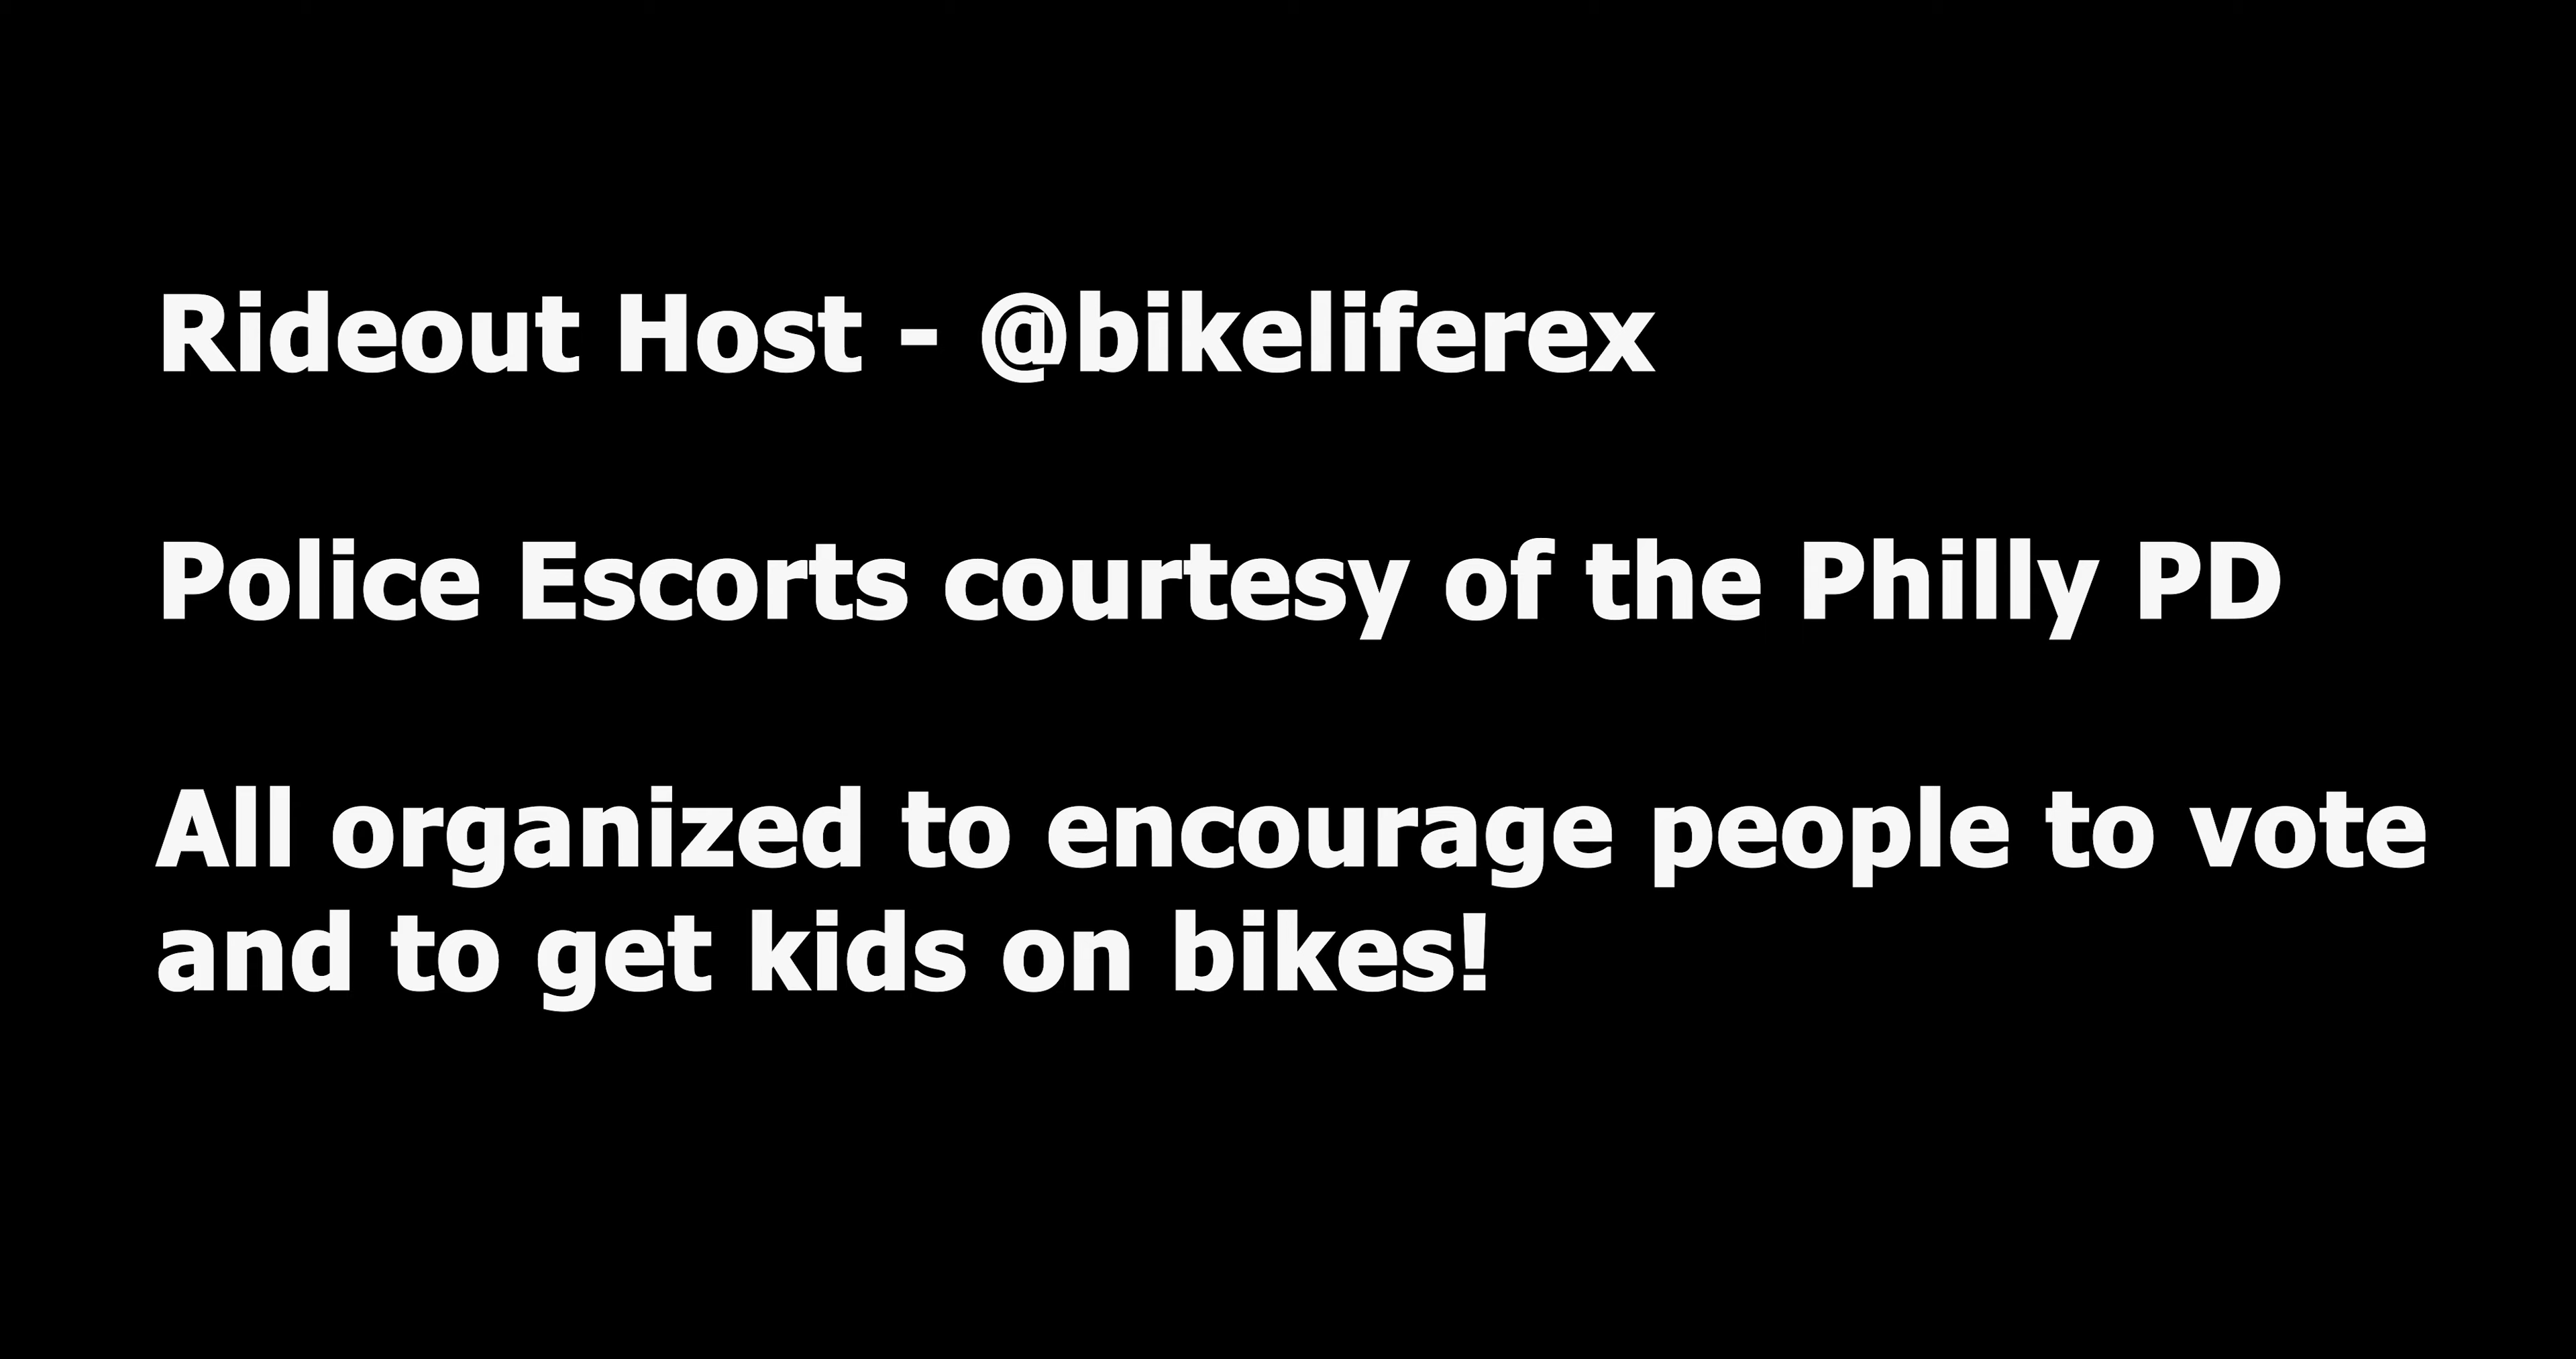 Rideout Host - @bikeliferex
Police Escorts courtesy of the Philly PD
All organized to encourage people to vote
and to get kids on bikes!